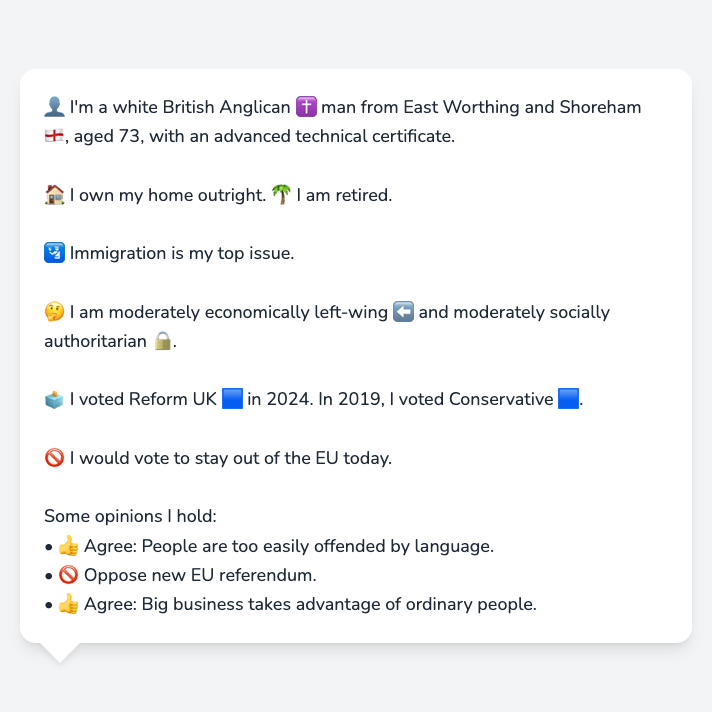 👤 I'm a white British Anglican ✝️ man from East Worthing and Shoreham
🏴󠁧󠁢󠁥󠁮󠁧󠁿, aged 73, with an advanced technical certificate.
🏠 I own my home outright. 🌴 I am retired.
🛂 Immigration is my top issue.
🤔 I am moderately economically left-wing ⬅️ and moderately socially
authoritarian 🔒.
🗳️ I voted Reform UK 🟦 in 2024. In 2019, I voted Conservative 🟦.
🚫 I would vote to stay out of the EU today.
Some opinions I hold:
• 👍 Agree: People are too easily offended by language.
• 🚫 Oppose new EU referendum.
• 👍 Agree: Big business takes advantage of ordinary people.